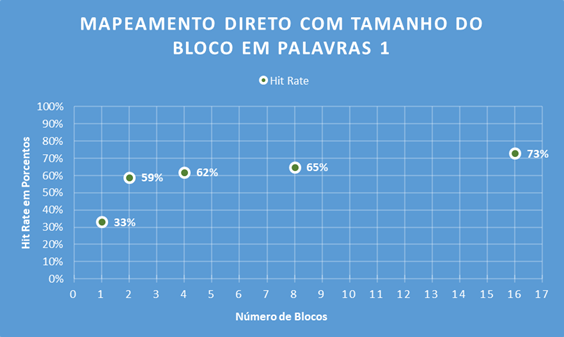 MAPEAMENTO DIRETO COM TAMANHO DO
BLOCO EM PALAVRAS 1
Hit Rate
100%
90%
80%
70%
60%
50%
40%
30%
20%
10%
0%
Hit Rate em Porcentos
33%
59%
62%
65%
73%
0 1 2 3 4 5 6 7 8 9 10 11 12 13 14 15 16 17
Número de Blocos